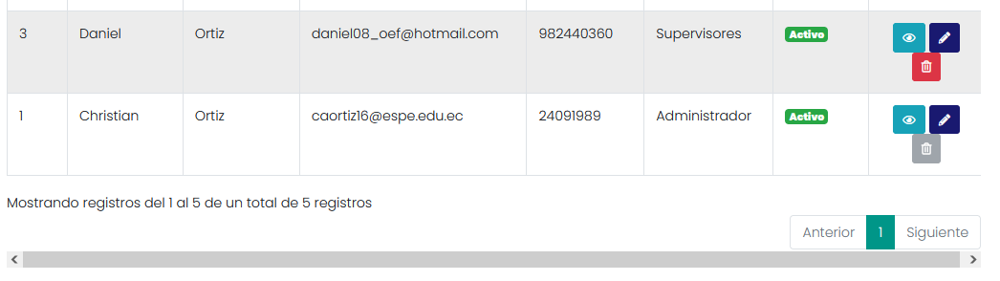 3 Daniel Ortiz daniel08_oef@hotmail.com 982440360 Supervisores Activo
1 Christian Ortiz caortiz16@espe.edu.ec 24091989 Administrador Activo
Mostrando registros del 1 al 5 de un total de 5 registros
Anterior 1 Siguiente